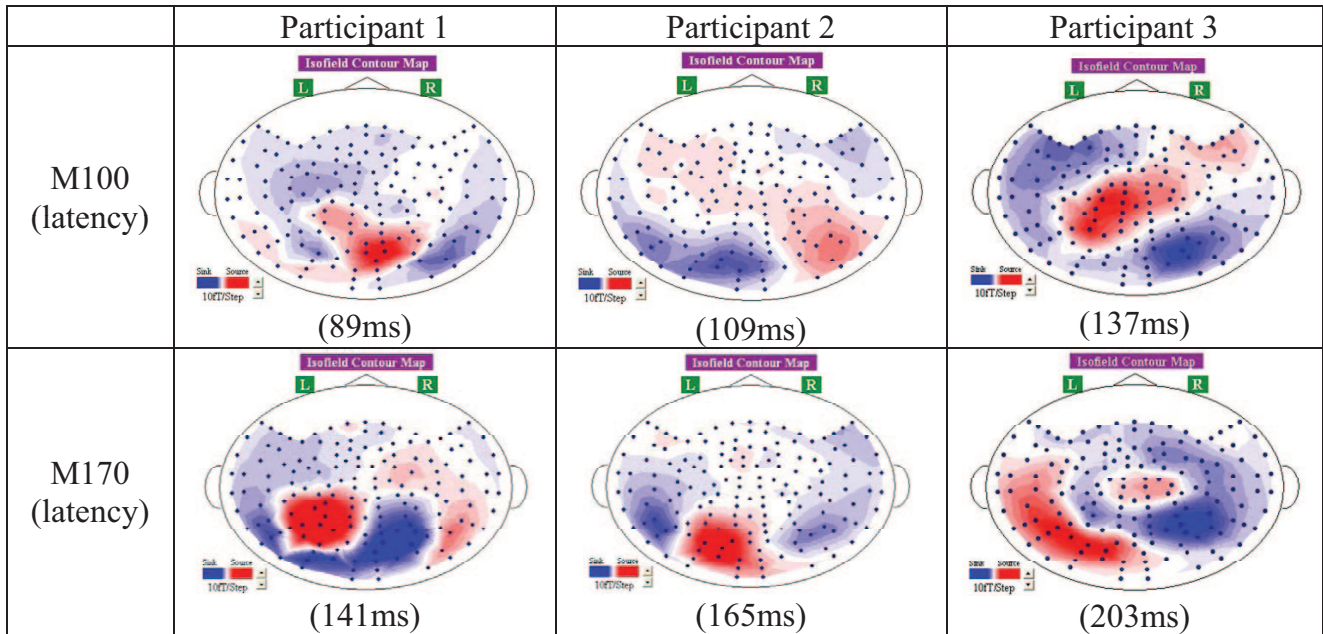 Participant 1
Participant 2
Participant 3
M100
(latency)
Isofield Contour Map
L R
Sink Source
10fT/Step
(89ms)
Isofield Contour Map
L R
Sink Source
10fT/Step
(109ms)
Isofield Contour Map
L R
Sink Source
10fT/Step
(137ms)
M170
(latency)
Isofield Contour Map
L R
Sink Source
10fT/Step
(141ms)
Isofield Contour Map
L R
Sink Source
10fT/Step
(165ms)
Isofield Contour Map
L R
Sink Source
10fT/Step
(203ms)